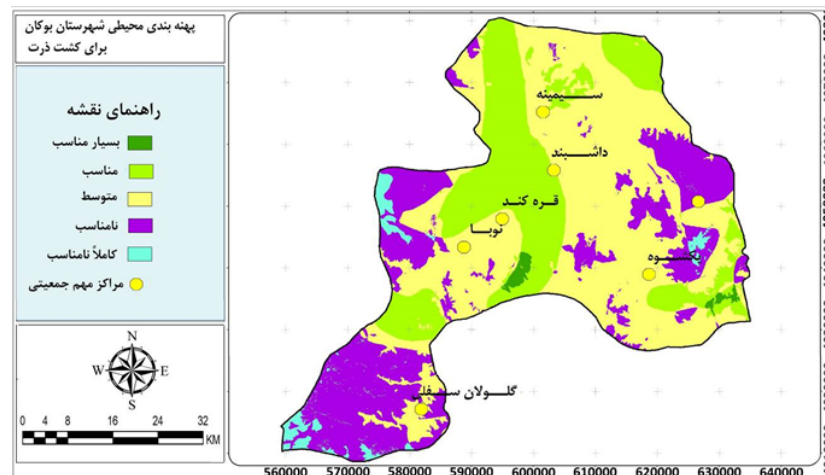 پهنه بندی محیطی شهرستان بوکان
برای کشت ذرت
راهنمای نقشه
بسیار مناسب
مناسب
متوسط
نامناسب
کاملاً نامناسب
مراکز مهم جمعیتی
سیمینه
داشبند
قره کند
نوبا
یکشوه
گلولان سفلی
N
W E
S
0 4 8 16 24 32
KM
560000 570000 580000 590000 600000 610000 620000 630000 640000